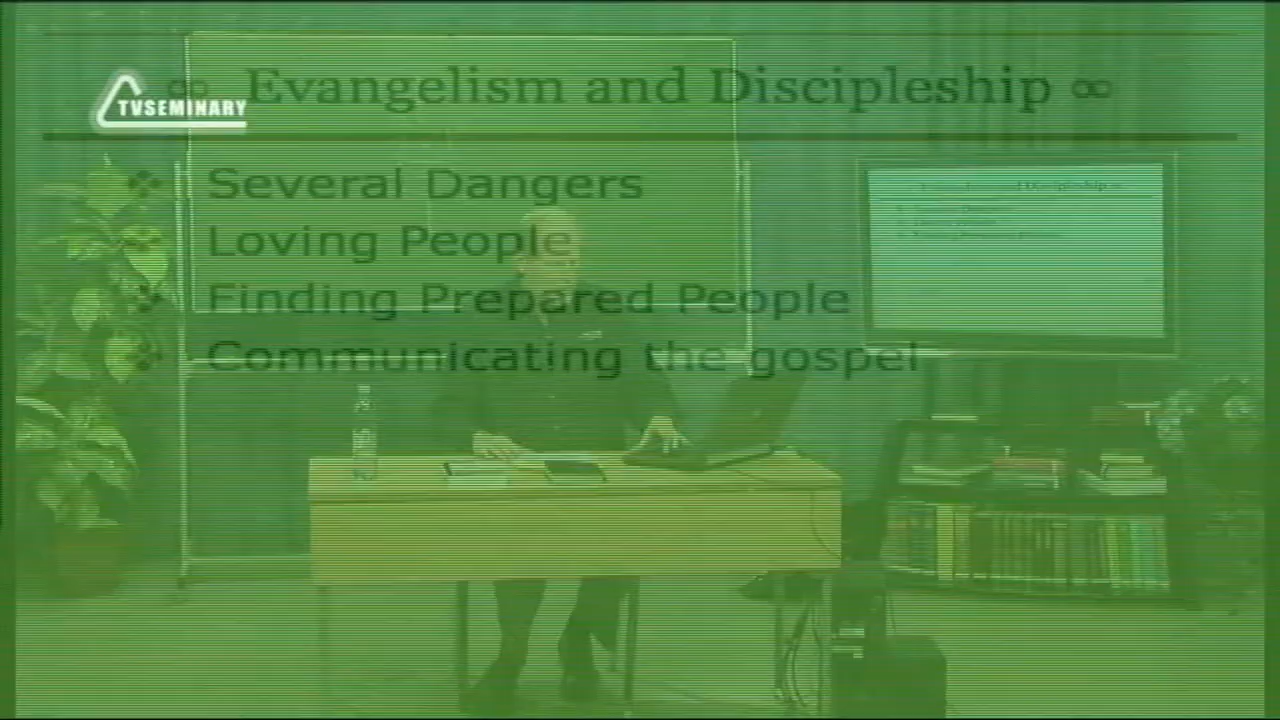 ∞ Evangelism and Discipleship ∞
TVSEMINARY
Several Dangers
Loving People
Finding Prepared People
Communicating the gospel